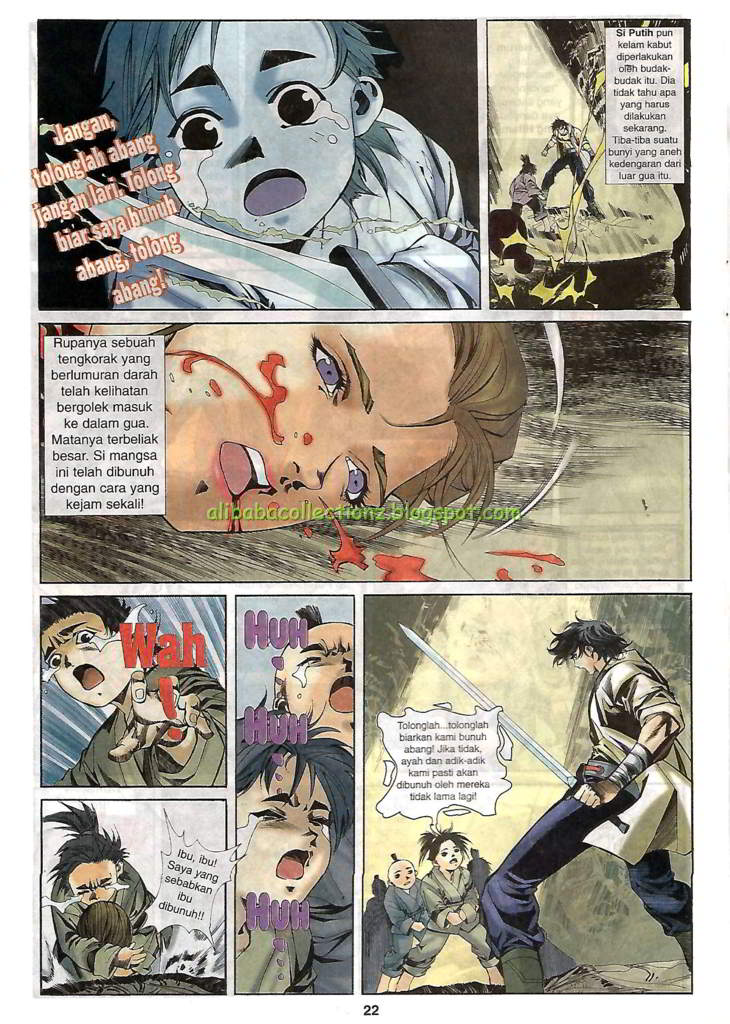 Jangan,
tolonglah abang
jangan lari. Tolong,
biar saya bunuh
abang, tolong
abang!
Si Putih pun
kelam kabut
diperlakukan
oleh budak-
budak itu. Dia
tidak tahu apa
yang harus
dilakukan
sekarang.
Tiba-tiba suatu
bunyi yang aneh
kedengaran dari
luar gua itu.
Rupanya sebuah
tengkorak yang
berlumuran darah
telah kelihatan
bergolek masuk
ke dalam gua.
Matanya terbeliak
besar. Si mangsa
ini telah dibunuh
dengan cara yang
kejam sekali!
alibabacollectionz.blogspot.com
Wah
!
Ibu, ibu!
Saya yang
sebabkan
ibu
dibunuh!!
HUH
HUH
HUH
Tolonglah...tolonglah
biarkan kami bunuh
abang! Jika tidak,
ayah dan adik-adik
kami pasti akan
dibunuh oleh mereka
tidak lama lagi!
22